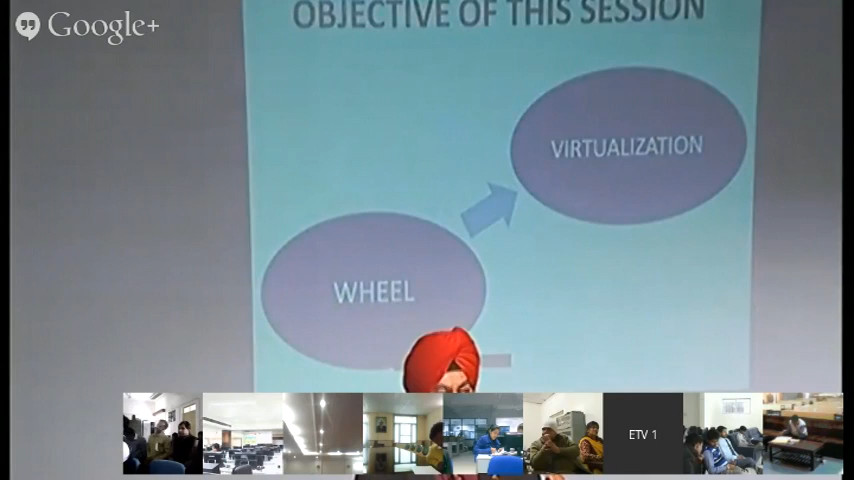 Google+
OBJECTIVE OF THIS SESSION
VIRTUALIZATION
WHEEL
ETV 1